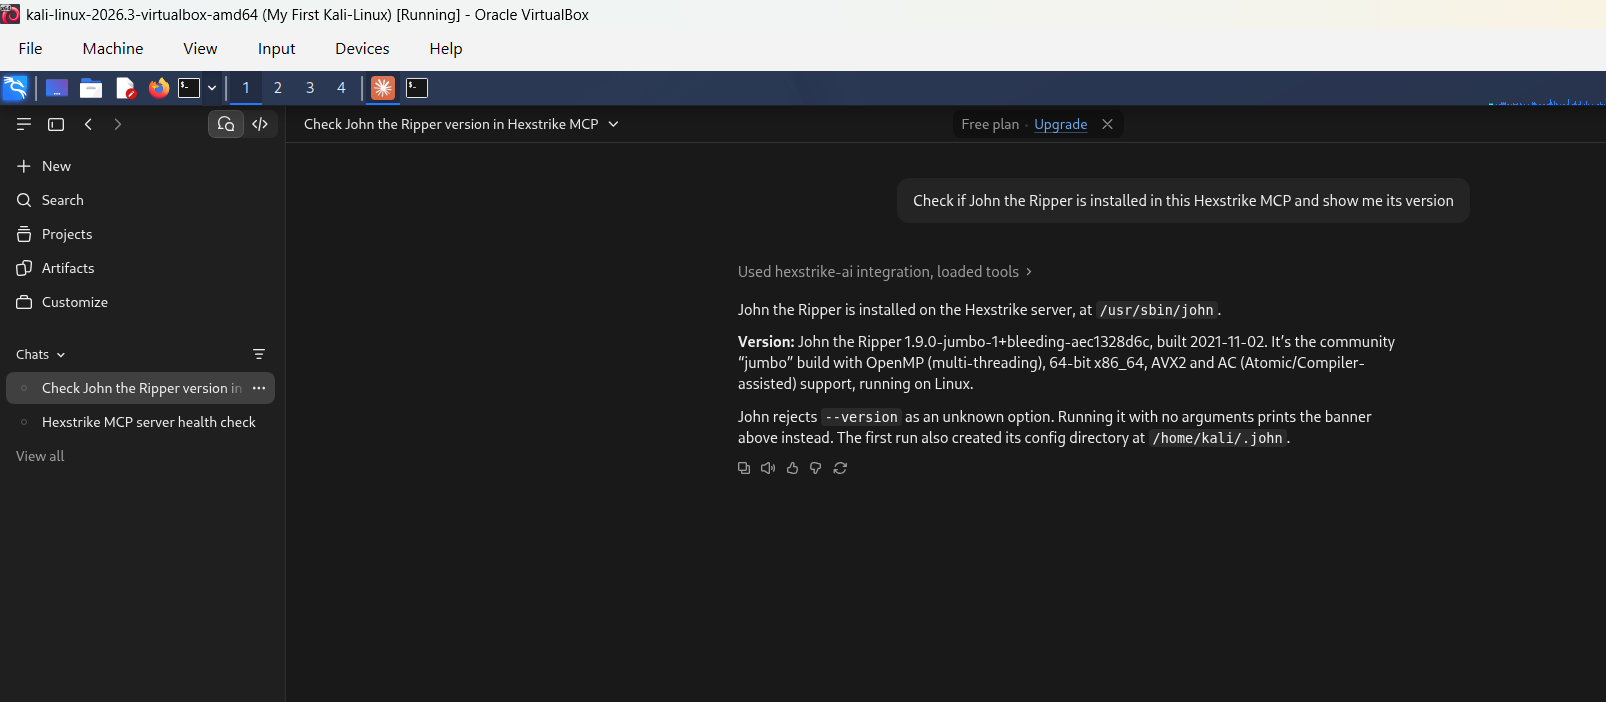 kali-linux-2026.3-virtualbox-amd64 (My First Kali-Linux) [Running] - Oracle VirtualBox
File Machine View Input Devices Help
1 2 3 4
Check John the Ripper version in Hexstrike MCP
Free plan · Upgrade
New
Search
Projects
Artifacts
Customize
Chats
Check John the Ripper version in
Hexstrike MCP server health check
View all
Check if John the Ripper is installed in this Hexstrike MCP and show me its version
Used hexstrike-ai integration, loaded tools
John the Ripper is installed on the Hexstrike server, at /usr/sbin/john.
Version: John the Ripper 1.9.0-jumbo-1+bleeding-aec1328d6c, built 2021-11-02. It’s the community
“jumbo” build with OpenMP (multi-threading), 64-bit x86_64, AVX2 and AC (Atomic/Compiler-
assisted) support, running on Linux.
John rejects --version as an unknown option. Running it with no arguments prints the banner
above instead. The first run also created its config directory at /home/kali/.john.